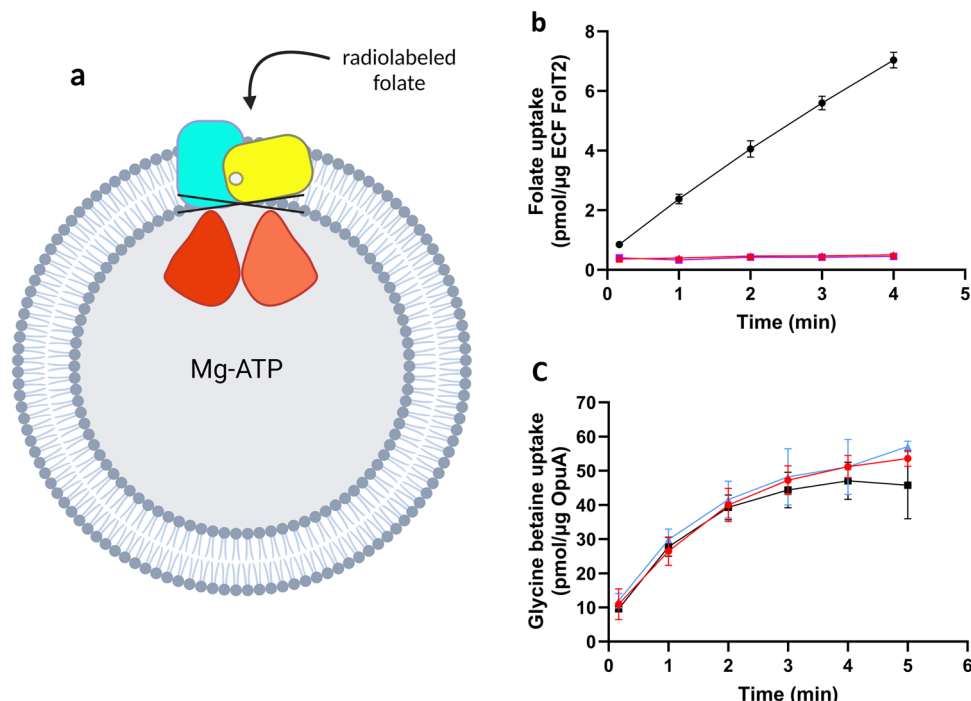 a
radiolabeled
folate
Mg-ATP
b
Folate uptake
(pmol/µg ECF FolT2)
8
6
4
2
0
0 1 2 3 4 5
Time (min)
C
Glycine betaine uptake
(pmol/µg OpuA)
70
60
50
40
30
20
10
0
0 1 2 3 4 5 6
Time (min)